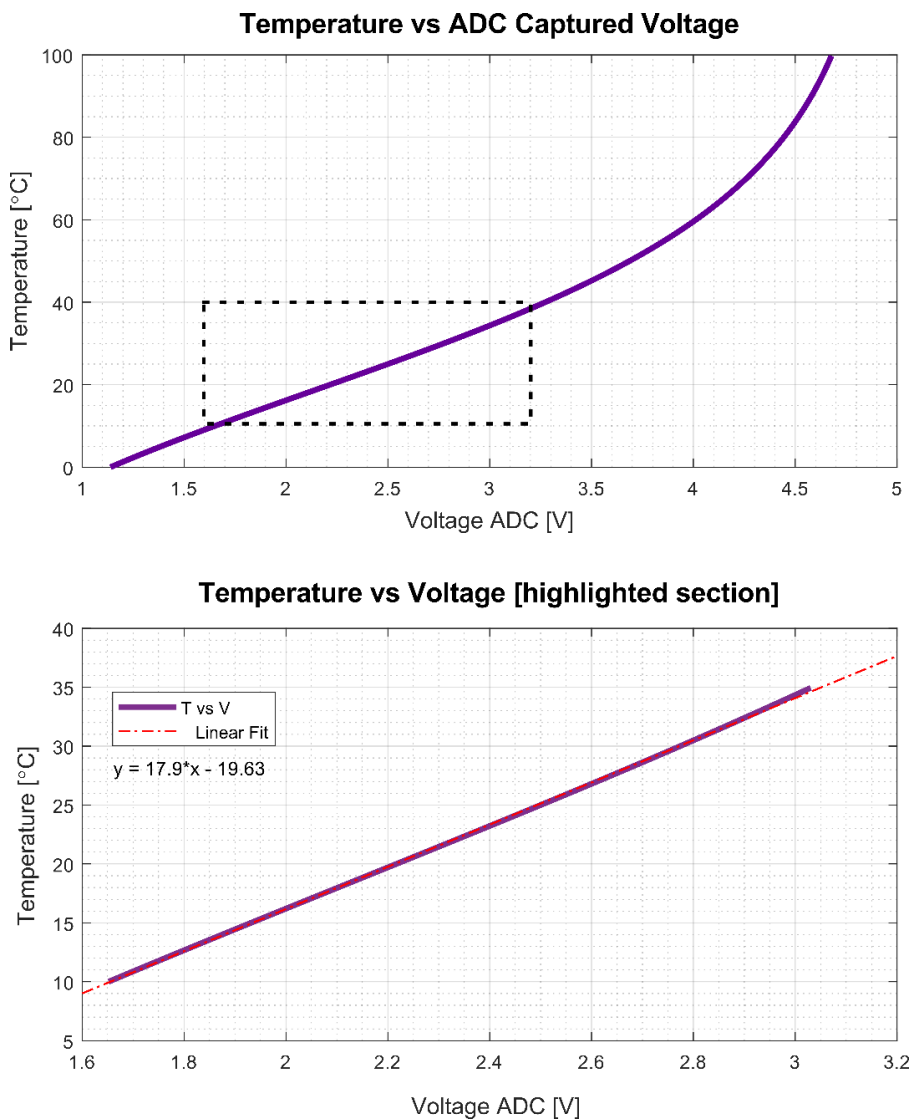 Temperature vs ADC Captured Voltage
100
80
60
40
20
0
Temperature [°C]
1 1.5 2 2.5 3 3.5 4 4.5 5
Voltage ADC [V]
Temperature vs Voltage [highlighted section]
40
35
30
25
20
15
10
5
Temperature [°C]
T vs V
Linear Fit
y = 17.9*x - 19.63
1.6 1.8 2 2.2 2.4 2.6 2.8 3 3.2
Voltage ADC [V]